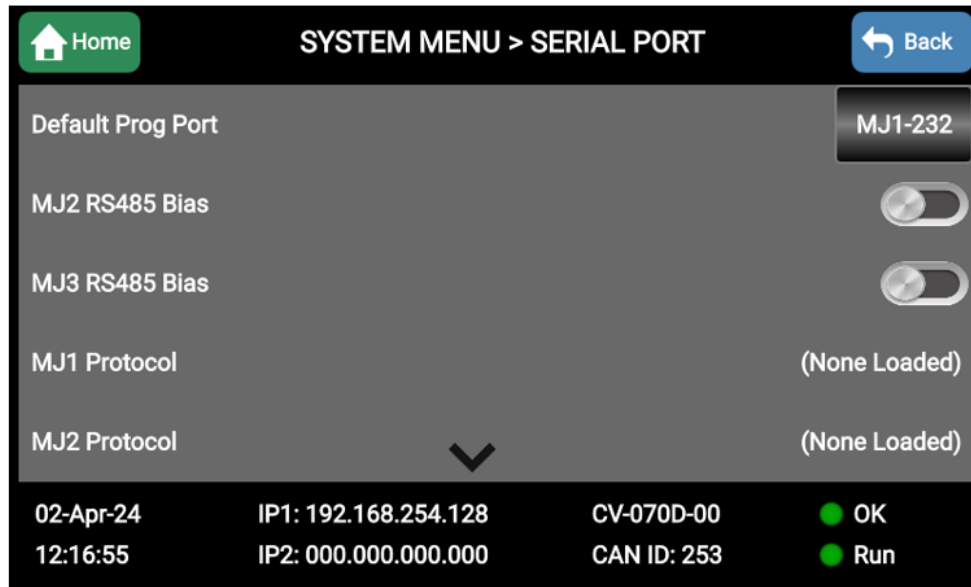 Home SYSTEM MENU > SERIAL PORT Back
Default Prog Port MJ1-232
MJ2 RS485 Bias
MJ3 RS485 Bias
MJ1 Protocol (None Loaded)
MJ2 Protocol (None Loaded)
02-Apr-24 IP1: 192.168.254.128 CV-070D-00 OK
12:16:55 IP2: 000.000.000.000 CAN ID: 253 Run